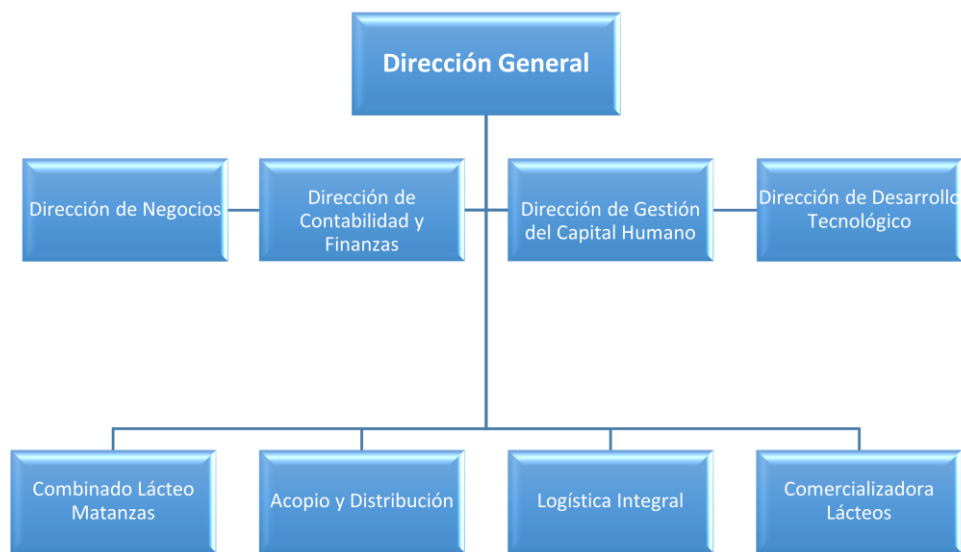 Dirección General
Dirección de Negocios
Dirección de
Contabilidad y
Finanzas
Dirección de Gestión
del Capital Humano
Dirección de Desarrollo
Tecnológico
Combinado Lácteo
Matanzas
Acopio y Distribución
Logística Integral
Comercializadora
Lácteos